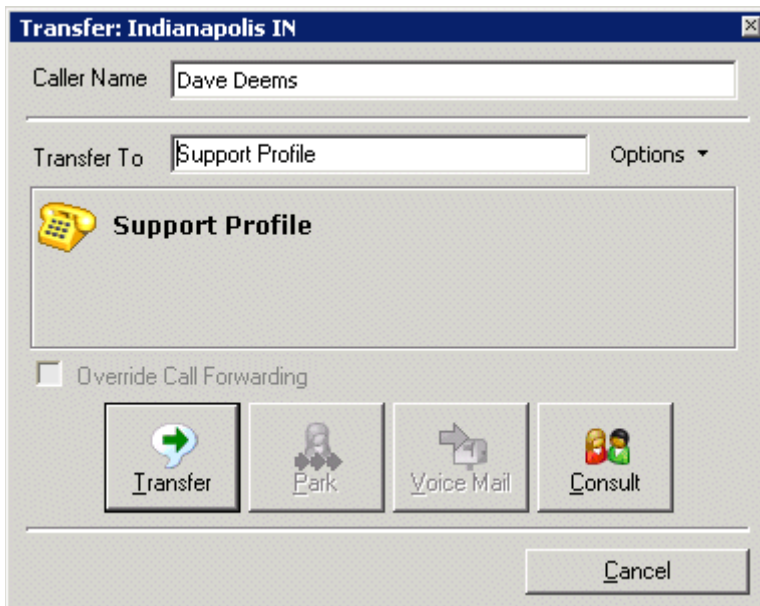 Transfer: Indianapolis IN
Caller Name Dave Deems
Transfer To Support Profile Options
Support Profile
Override Call Forwarding
Transfer Park Voice Mail Consult
Cancel